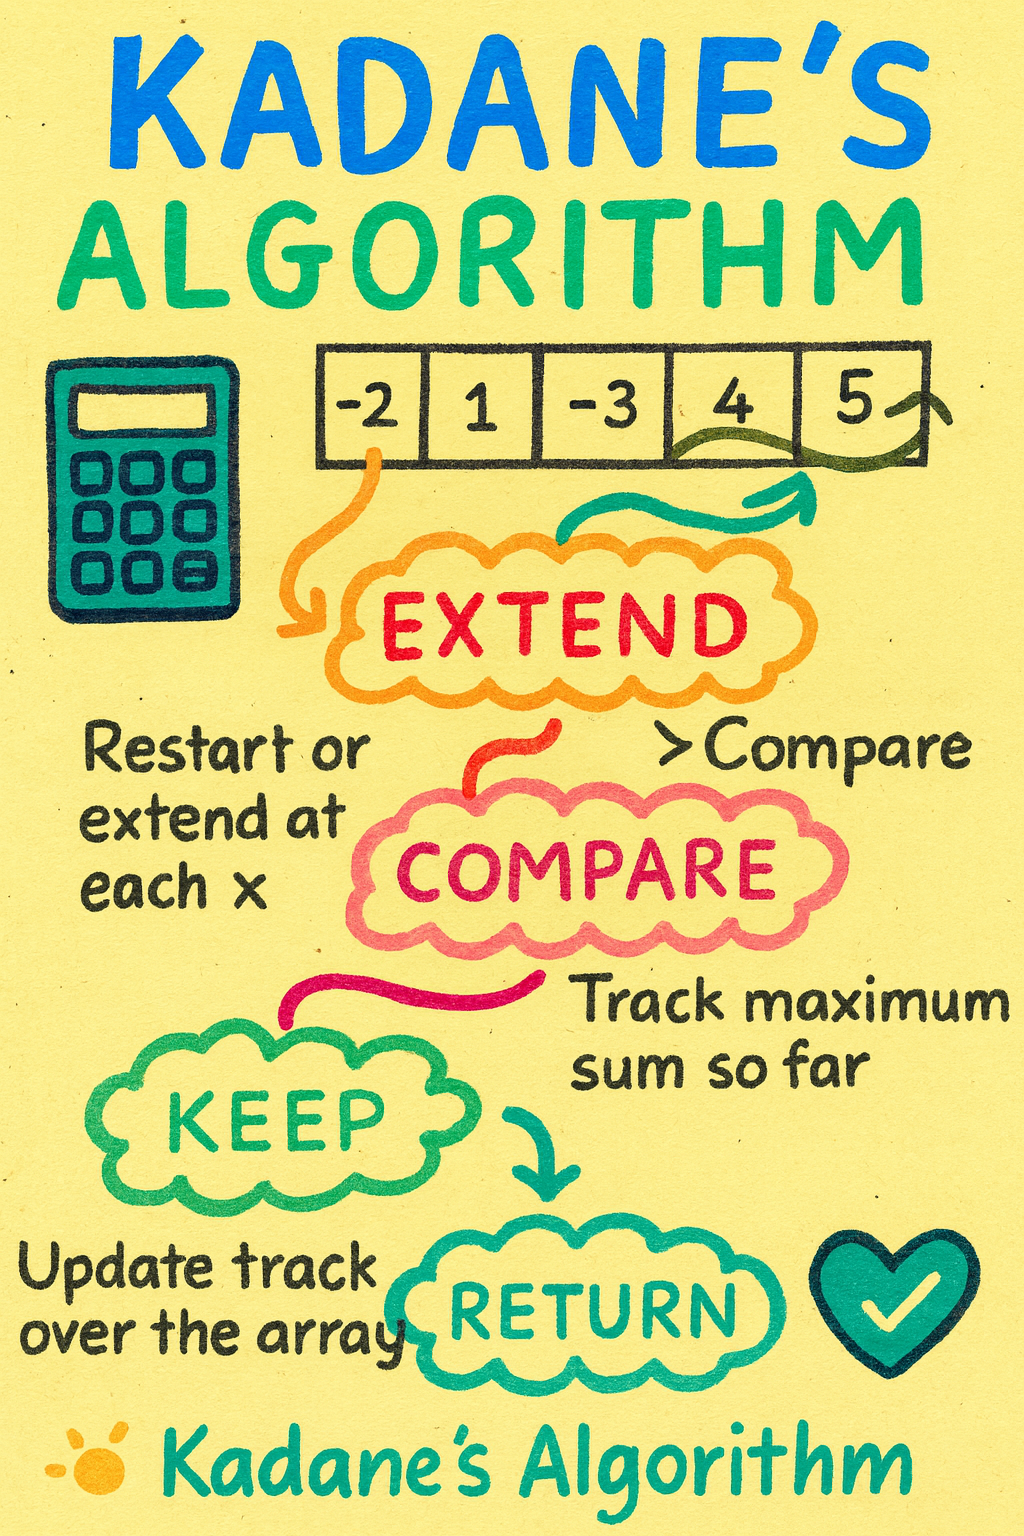 KADANE'S
ALGORITHM
-2 1 -3 4 5
EXTEND
Restart or
extend at
each x
>Compare
COMPARE
Track maximum
sum so far
KEEP
Update track
over the array
RETURN
Kadane's Algorithm